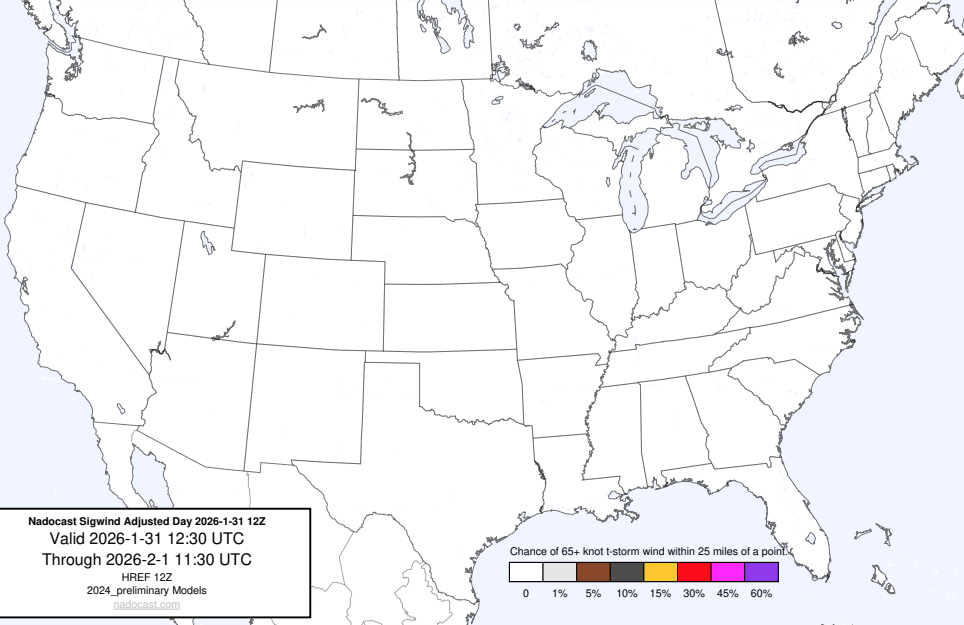 Nadocast Sigwind Adjusted Day 2026-1-31 12Z
Valid 2026-1-31 12:30 UTC
Through 2026-2-1 11:30 UTC
HREF 12Z
2024_preliminary Models
nadocast.com
Chance of 65+ knot t-storm wind within 25 miles of a point.
0 1% 5% 10% 15% 30% 45% 60%